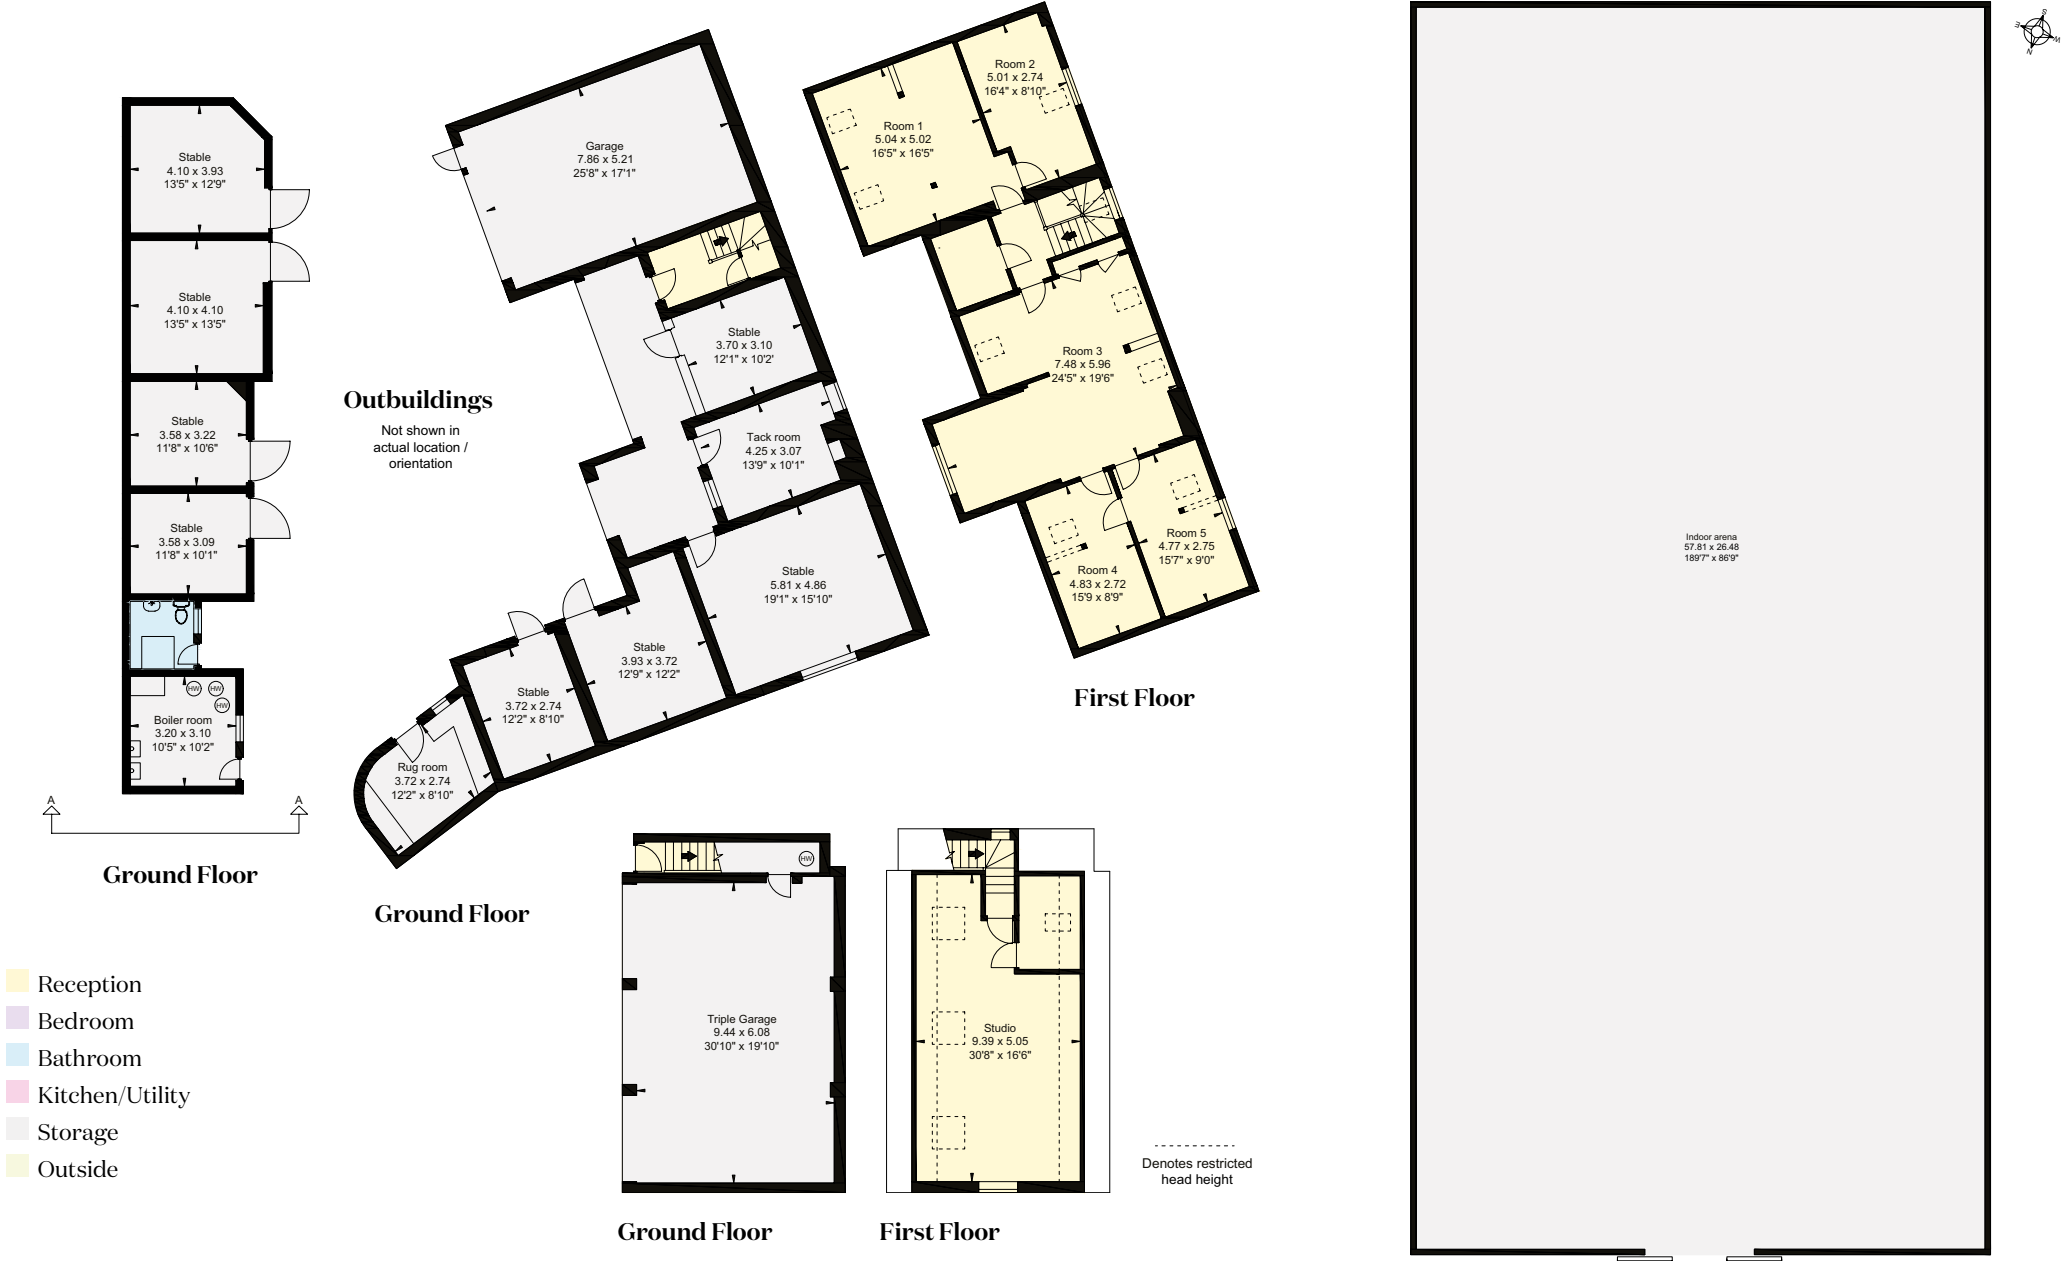 Stable
4.10 x 3.93
13'5" x 12'9"
Stable
4.10 x 4.10
13'5" x 13'5"
Stable
3.58 x 3.22
11'8" x 10'6"
Stable
3.58 x 3.09
11'8" x 10'1"
HW
HW
HW
Boiler room
3.20 x 3.10
10'5" x 10'2"
A
A
Ground Floor
Outbuildings
Not shown in
actual location /
orientation
Garage
7.86 x 5.21
25'8" x 17'1"
Stable
3.70 x 3.10
12'1" x 10'2'
Tack room
4.25 x 3.07
13'9" x 10'1"
Stable
5.81 x 4.86
19'1" x 15'10"
Stable
3.93 x 3.72
12'9" x 12'2"
Stable
3.72 x 2.74
12'2" x 8'10"
Rug room
3.72 x 2.74
12'2" x 8'10"
Ground Floor
Room 1
5.04 x 5.02
16'5" x 16'5"
Room 2
5.01 x 2.74
16'4" x 8'10"
Room 3
7.48 x 5.96
24'5" x 19'6"
Room 4
4.83 x 2.72
15'9 x 8'9"
Room 5
4.77 x 2.75
15'7" x 9'0"
First Floor
HW
Triple Garage
9.44 x 6.08
30'10" x 19'10"
Ground Floor
Studio
9.39 x 5.05
30'8" x 16'6"
First Floor
Denotes restricted
head height
Indoor arena
57.81 x 26.48
189'7" x 86'9"
S
E
W
N
Reception
Bedroom
Bathroom
Kitchen/Utility
Storage
Outside